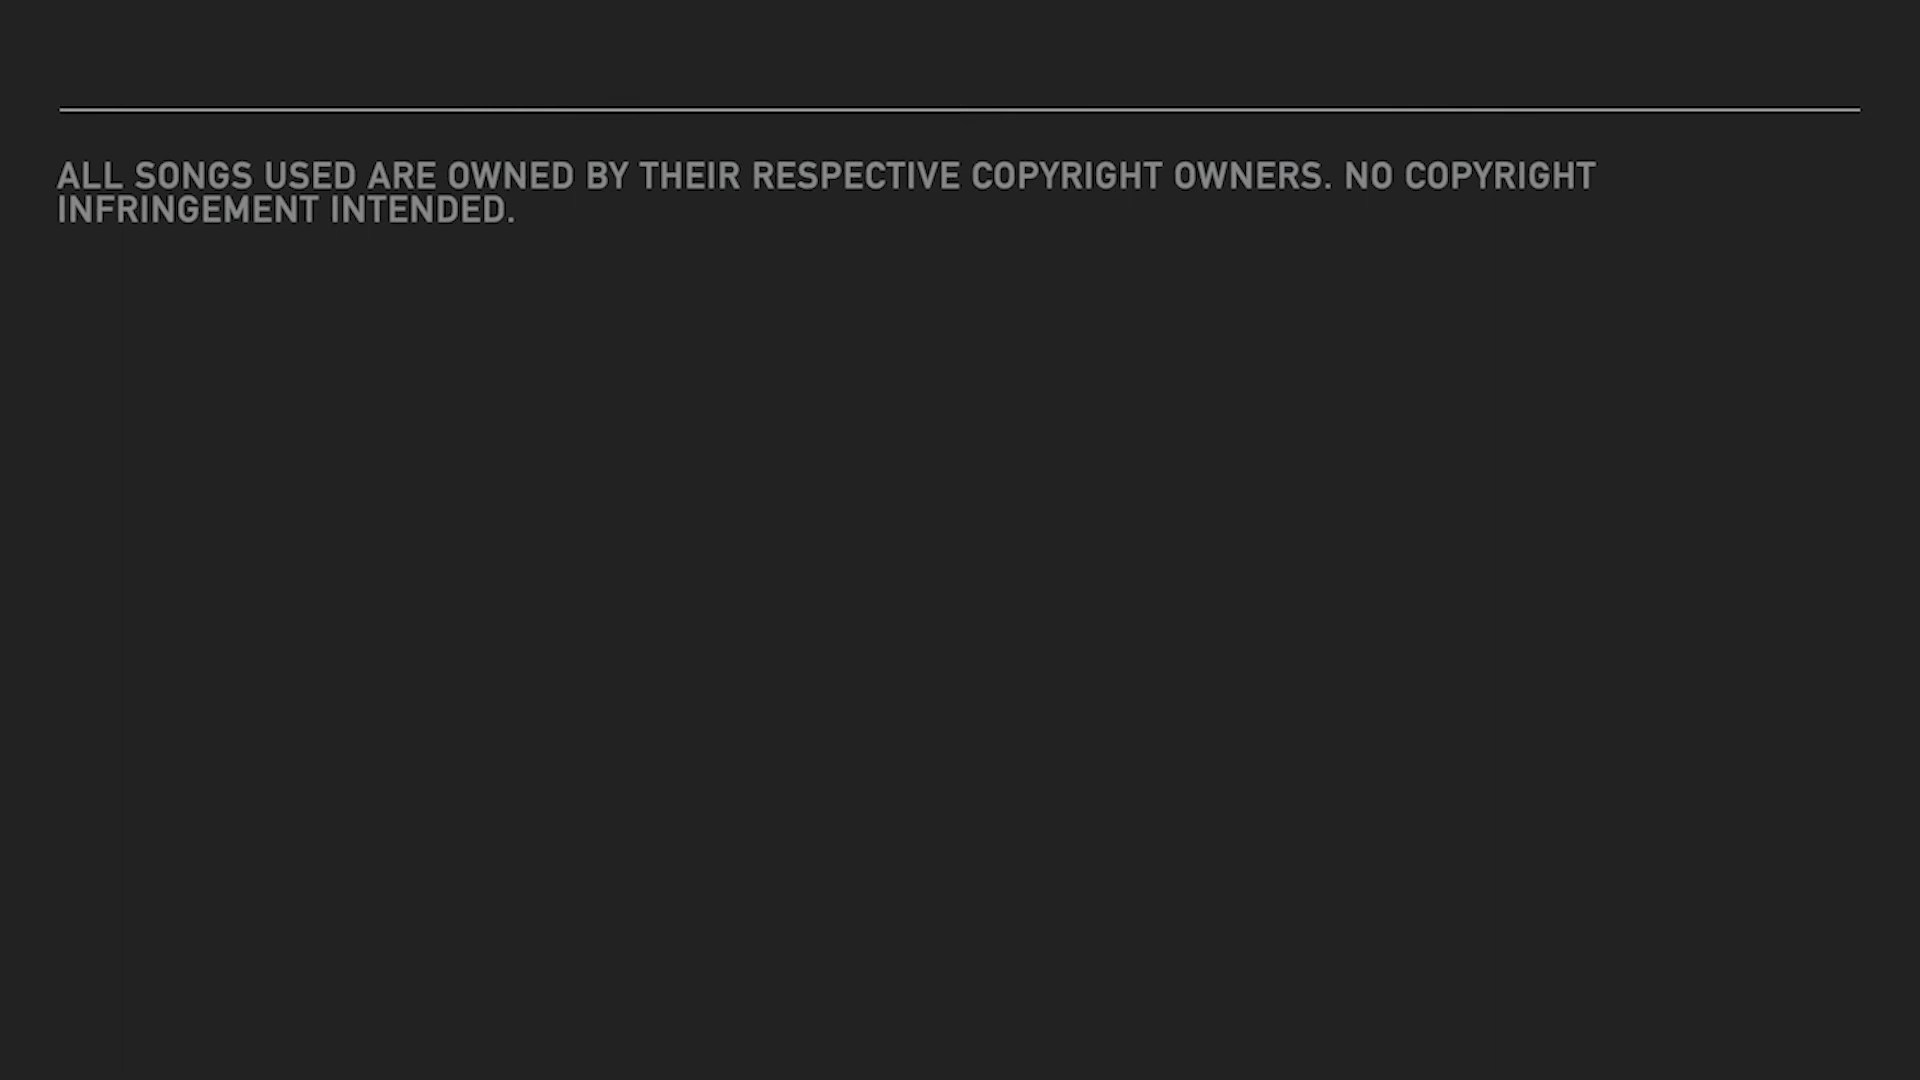 ALL SONGS USED ARE OWNED BY THEIR RESPECTIVE COPYRIGHT OWNERS. NO COPYRIGHT
INFRINGEMENT INTENDED.